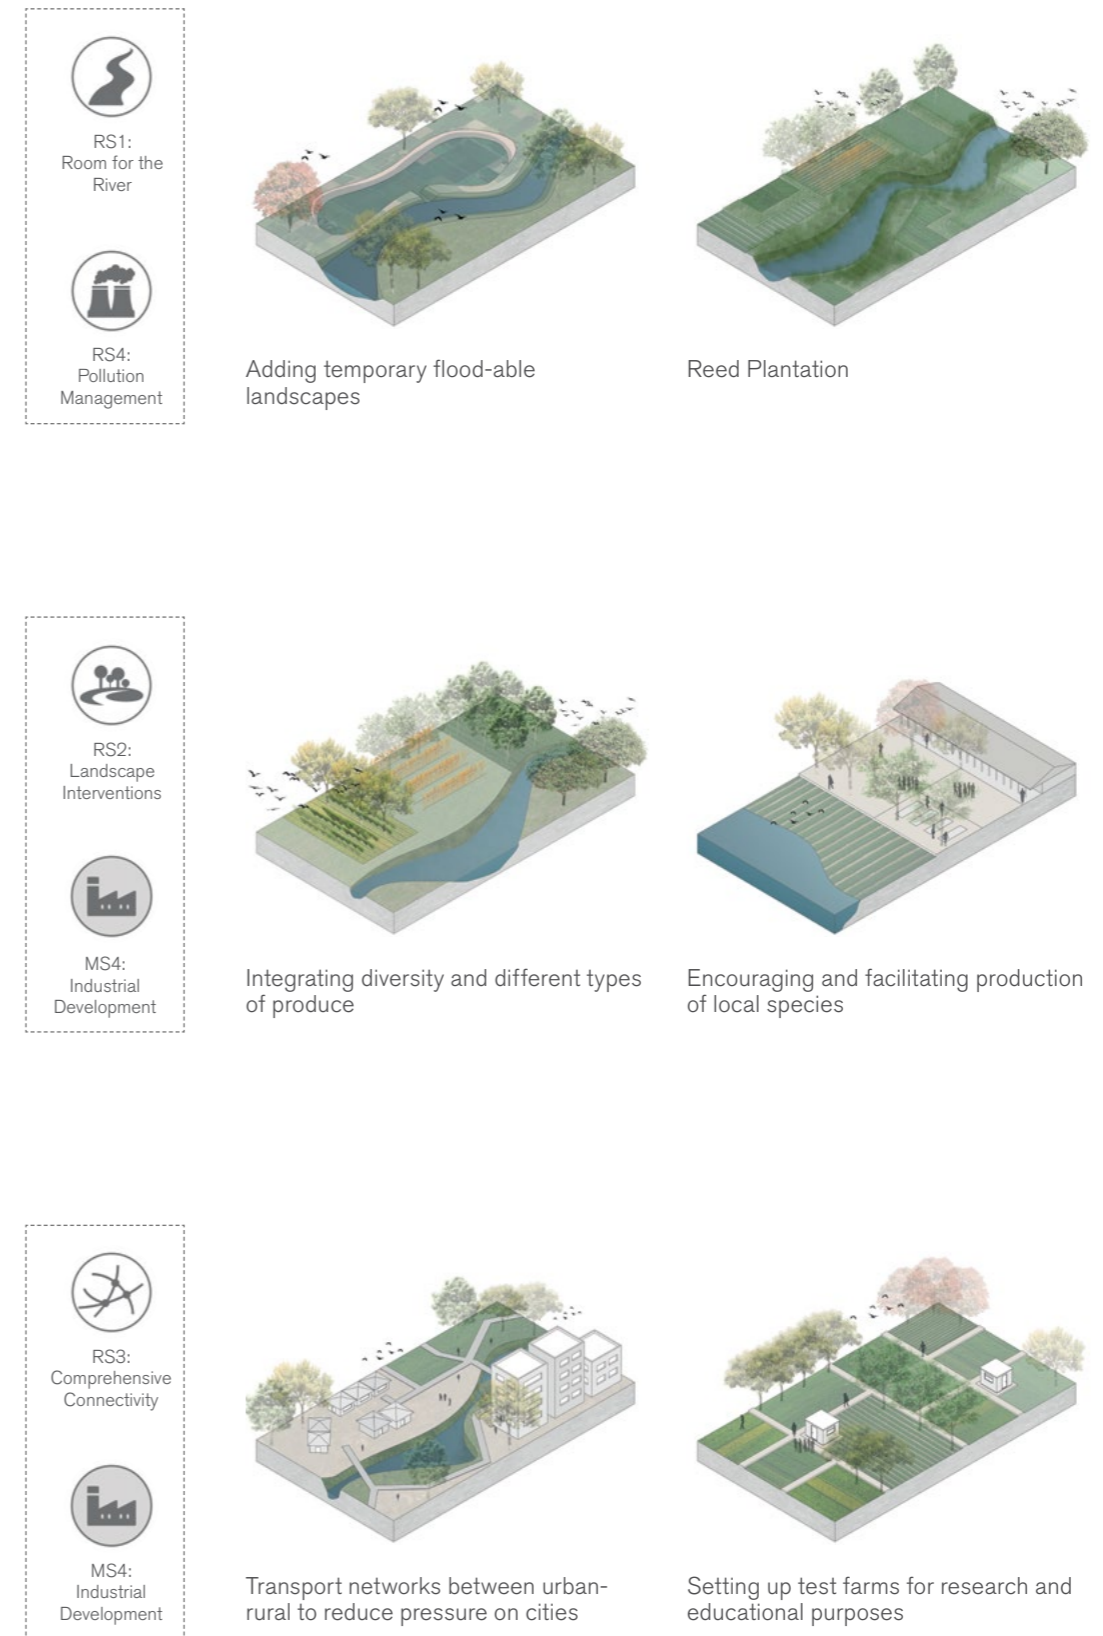 RS1:
Room for the
River
RS4:
Pollution
Management
Adding temporary flood-able
landscapes
Reed Plantation
RS2:
Landscape
Interventions
MS4:
Industrial
Development
Integrating diversity and different types
of produce
Encouraging and facilitating production
of local species
RS3:
Comprehensive
Connectivity
MS4:
Industrial
Development
Transport networks between urban-
rural to reduce pressure on cities
Setting up test farms for research and
educational purposes